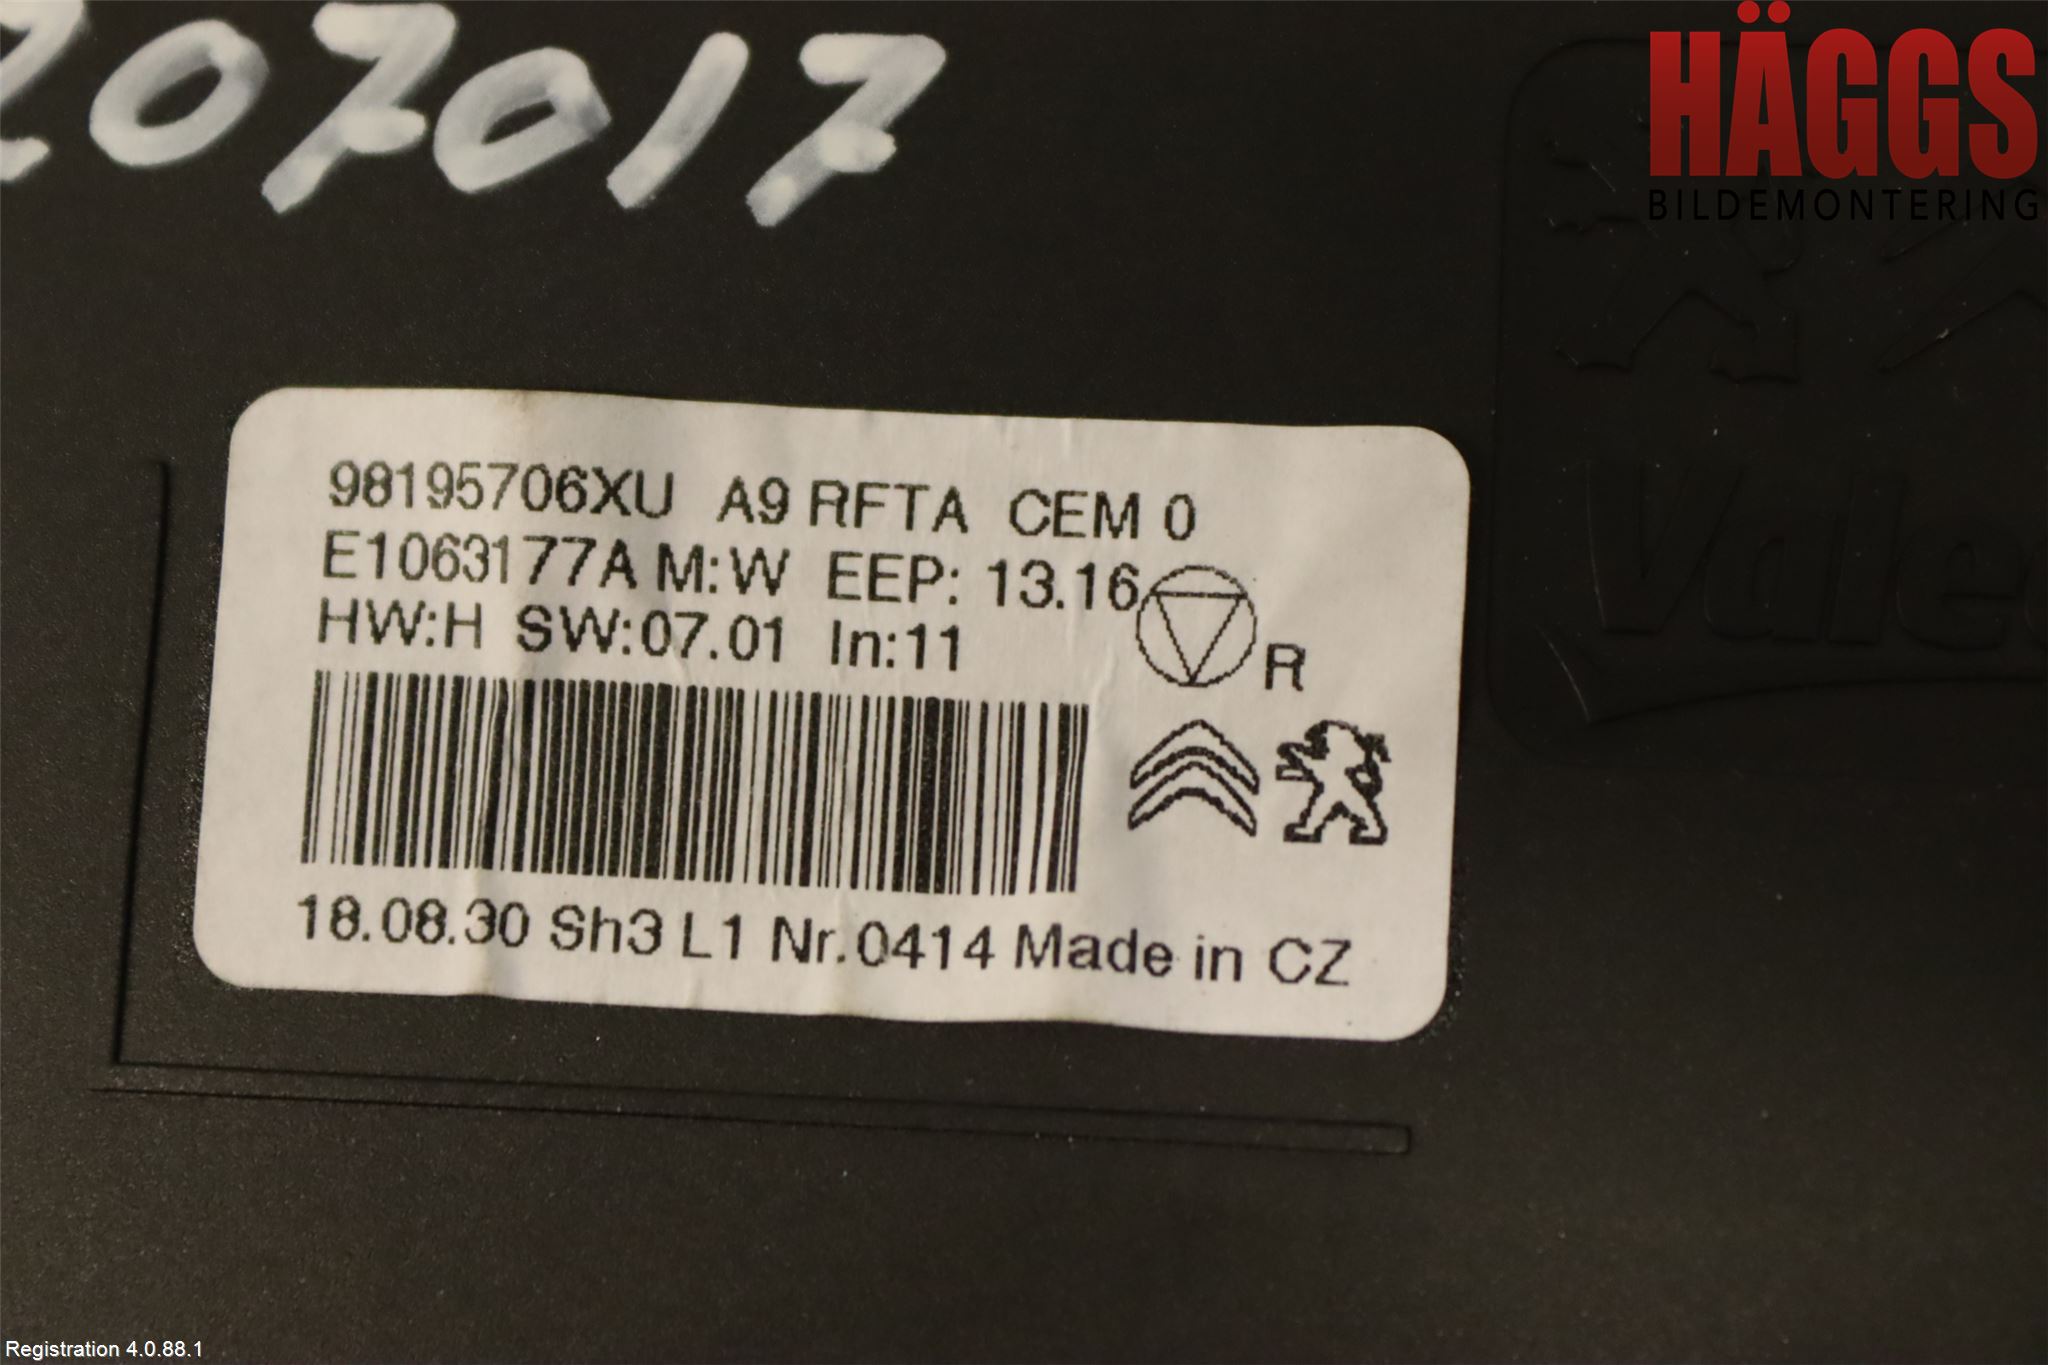 207017
HÄGGS
BILDEMONTERING
98195706XU A9 RFTA CEM 0
E1063177A M:W EEP: 13.16
HW:H SW:07.01 In:11
R
18.08.30 Sh3 L1 Nr.0414 Made in CZ
Registration 4.0.88.1